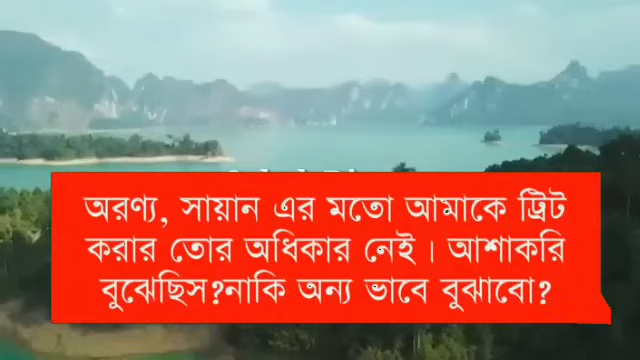 অরণ্য, সায়ান এর মতো আমাকে ট্রিট
করার তোর অধিকার নেই। আশাকরি
বুঝেছিস?নাকি অন্য ভাবে বুঝাবো?